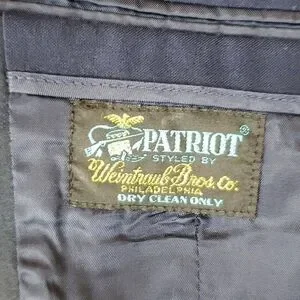 PATRIOT ®
STYLED BY
Weintraub Bros. Co.
PHILADELPHIA
DRY CLEAN ONLY